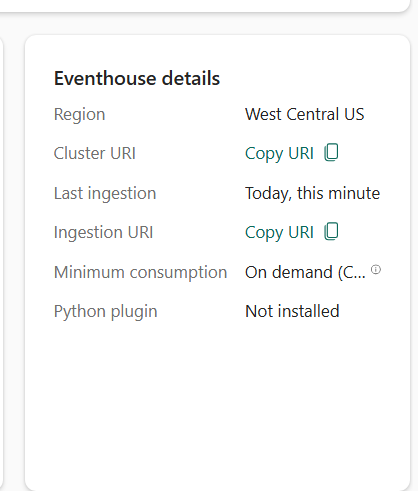 Eventhouse details
Region West Central US
Cluster URI Copy URI
Last ingestion Today, this minute
Ingestion URI Copy URI
Minimum consumption On demand (C...
Python plugin Not installed